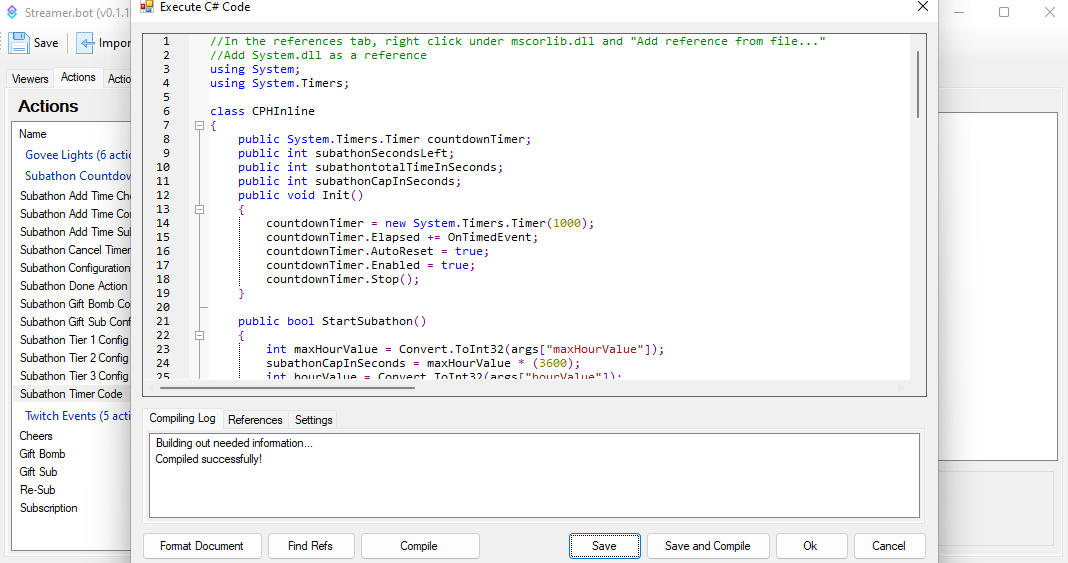 Execute C# Code
Streamer.bot (v0.1.1
Save
Impor
Viewers
Actions
Actio
Actions
Name
Govee Lights (6 actio
Subathon Countdow
Subathon Add Time Ch
Subathon Add Time Co
Subathon Add Time Su
Subathon Cancel Timer
Subathon Configuration
Subathon Done Action
Subathon Gift Bomb Co
Subathon Gift Sub Conf
Subathon Tier 1 Config
Subathon Tier 2 Config
Subathon Tier 3 Config
Subathon Timer Code
Twitch Events (5 acti
Cheers
Gift Bomb
Gift Sub
Re-Sub
Subscription
1 //In the references tab, right click under mscorlib.dll and "Add reference from file..."
2 //Add System.dll as a reference
3 using System;
4 using System.Timers;
5
6 class CPHInline
7 {
8 public System.Timers.Timer countdownTimer;
9 public int subathonSecondsLeft;
10 public int subathontotalTimeInSeconds;
11 public int subathonCapInSeconds;
12 public void Init()
13 {
14 countdownTimer = new System.Timers.Timer(1000);
15 countdownTimer.Elapsed += OnTimedEvent;
16 countdownTimer.AutoReset = true;
17 countdownTimer.Enabled = true;
18 countdownTimer.Stop();
19 }
20
21 public bool StartSubathon()
22 {
23 int maxHourValue = Convert.ToInt32(args["maxHourValue"]);
24 subathonCapInSeconds = maxHourValue * (3600);
25 int hourValue = Convert.ToInt32(args["hourValue"]);
Compiling Log
References
Settings
Building out needed information...
Compiled successfully!
Format Document
Find Refs
Compile
Save
Save and Compile
Ok
Cancel